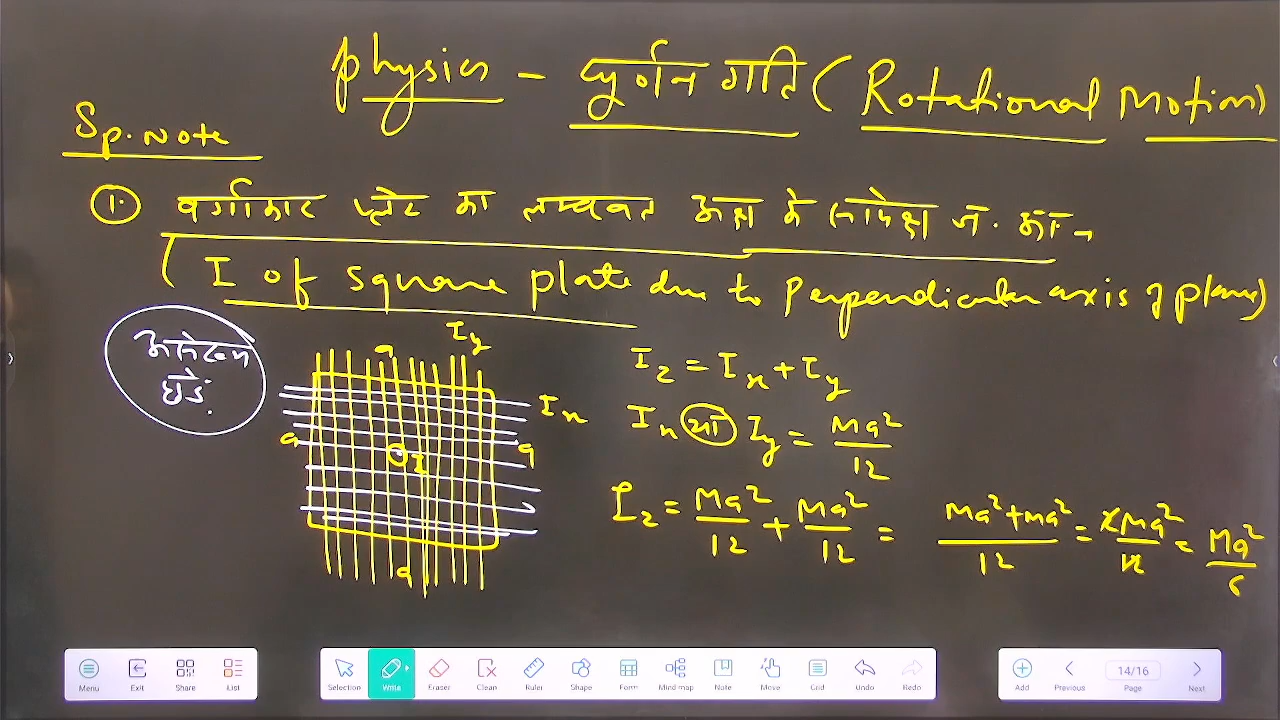 Physics - घूर्णन गति (Rotational Motion)
Sp. Note
1. वर्गाकार प्लेट का लम्बवत अक्ष के सापेक्ष ज. आ. -
(I of square plate due to perpendicular axis of plane)
a
Iy
Ix
a
a
I
a
छोड़े.
Iz = Ix + Iy
Ix या Iy = Ma²/12
Iz = Ma²/12 + Ma²/12 = Ma²+Ma²/12 = 2Ma²/12 = Ma²/6
Menu
Exit
Share
List
Selection
Write
Eraser
Clean
Ruler
Shape
Form
Mind map
Note
Move
Grid
Undo
Redo
Add
Previous
14/16
Page
Next